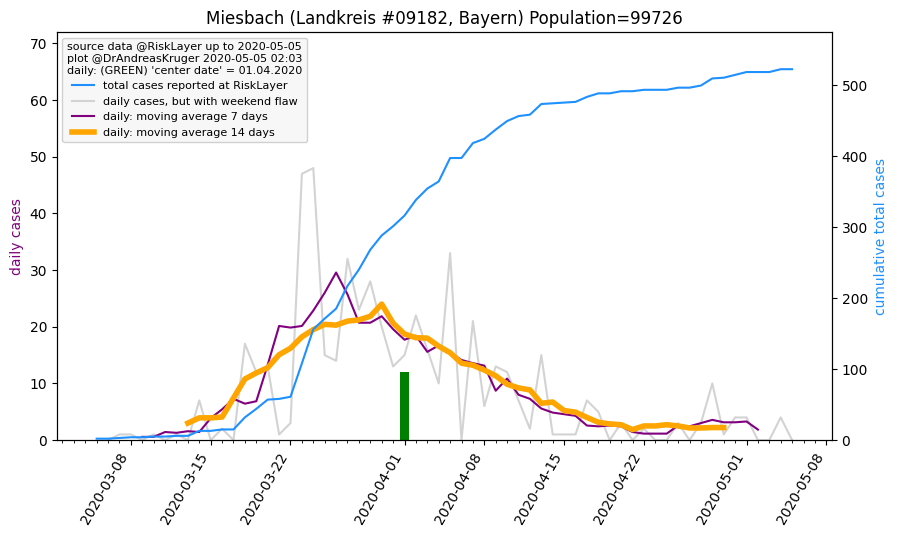 Miesbach (Landkreis #09182, Bayern) Population=99726
source data @RiskLayer up to 2020-05-05
plot @DrAndreasKruger 2020-05-05 02:03
daily: (GREEN) 'center date' = 01.04.2020
total cases reported at RiskLayer
daily cases, but with weekend flaw
daily: moving average 7 days
daily: moving average 14 days
70
60
50
40
30
20
10
0
daily cases
500
400
300
200
100
0
cumulative total cases
2020-03-08
2020-03-15
2020-03-22
2020-04-01
2020-04-08
2020-04-15
2020-04-22
2020-05-01
2020-05-08